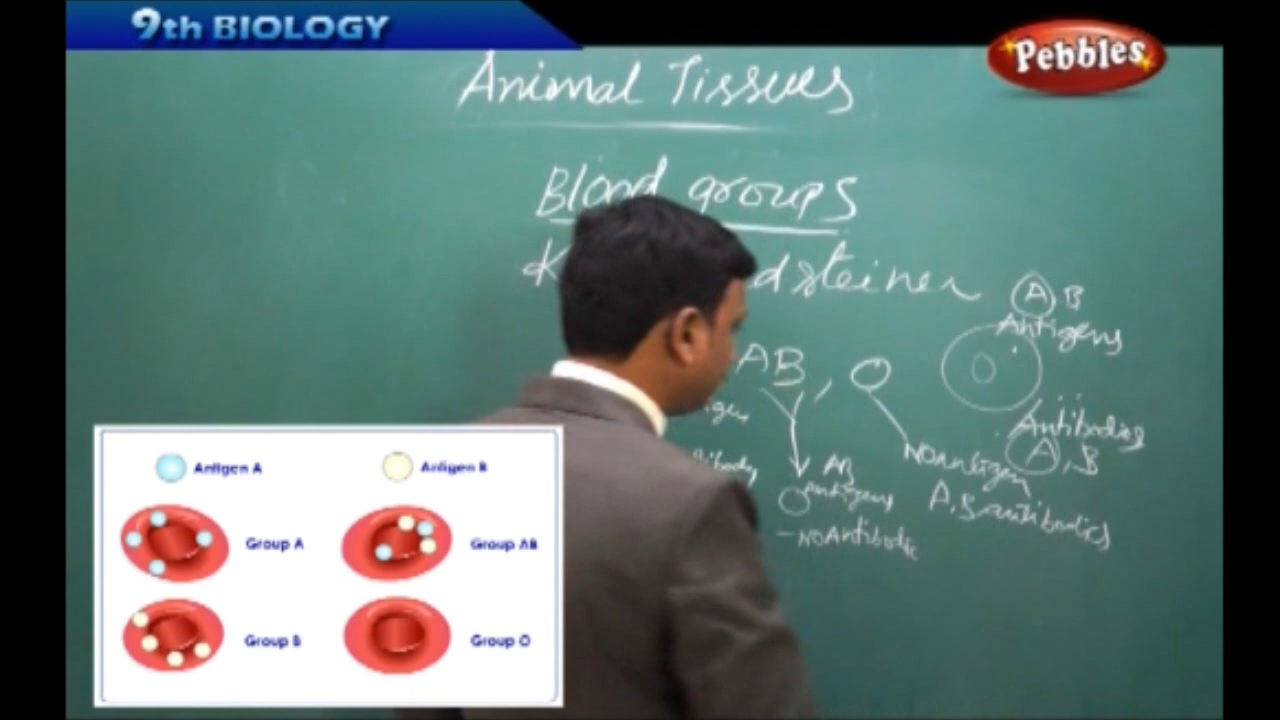 9th BIOLOGY
Pebbles
Animal Tissues
Blood groups
K dsteiner
A B
Antigens
AB, O
Antibodies
A, B
AB
antigens
- No Antibodie
No antigen
A, B antibodies
Antigen A
Antigen B
Group A
Group AB
Group B
Group O